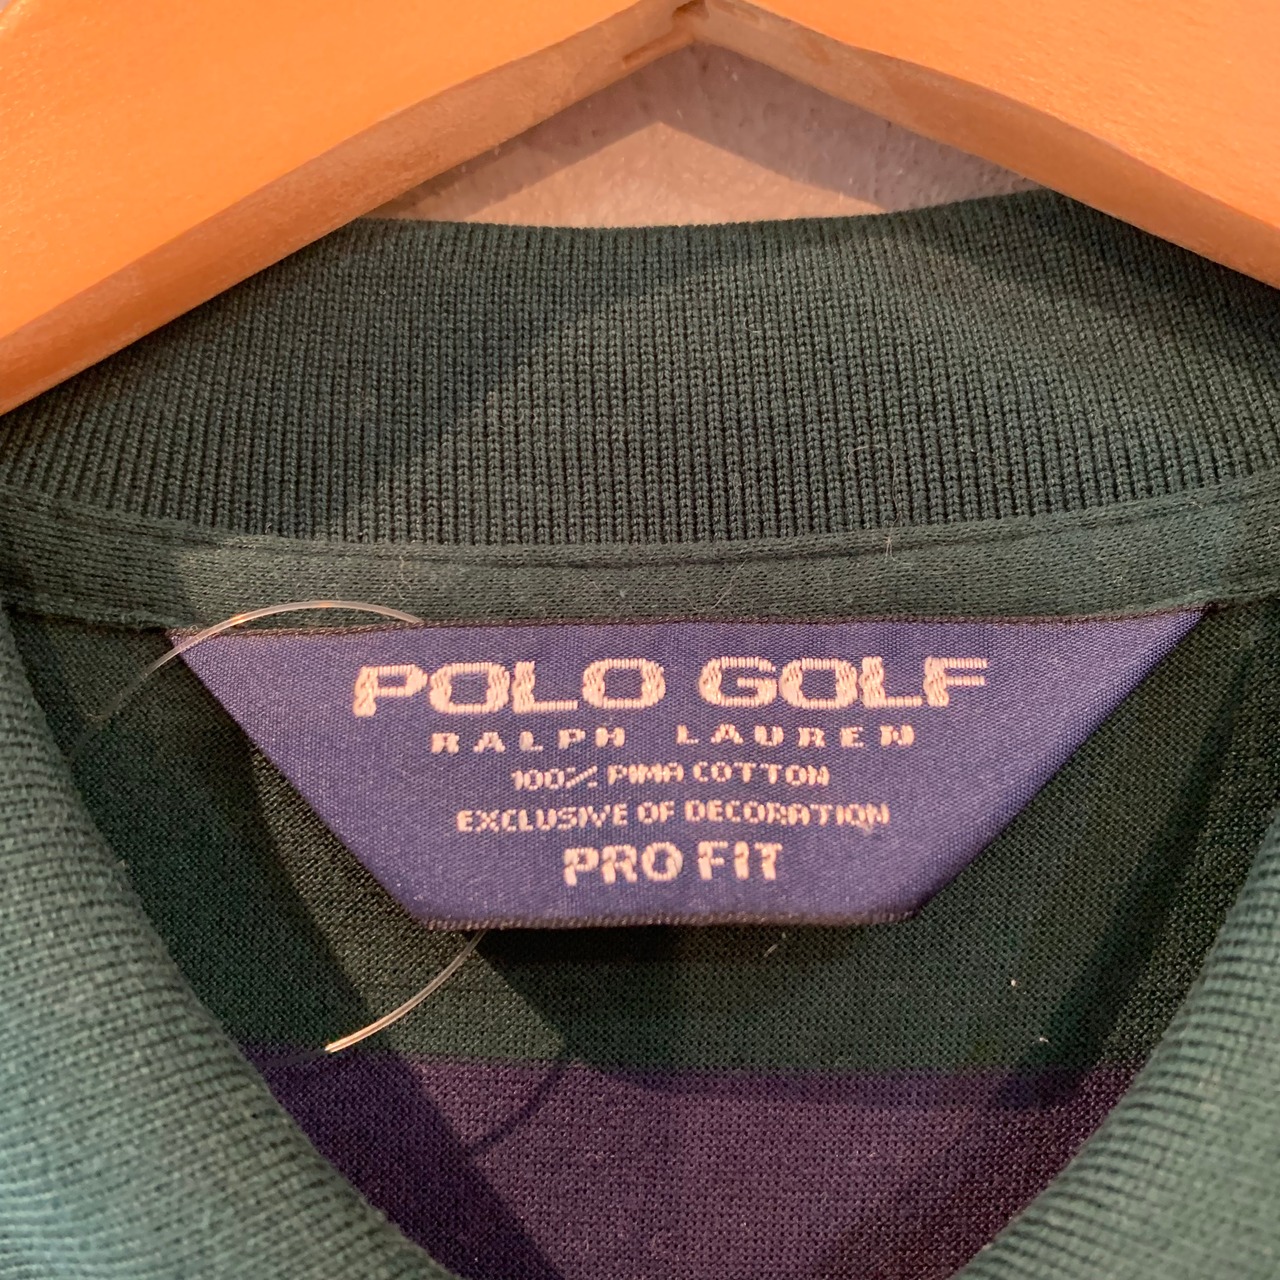 POLO GOLF
RALPH LAUREN
100% PIMA COTTON
EXCLUSIVE OF DECORATION
PRO FIT